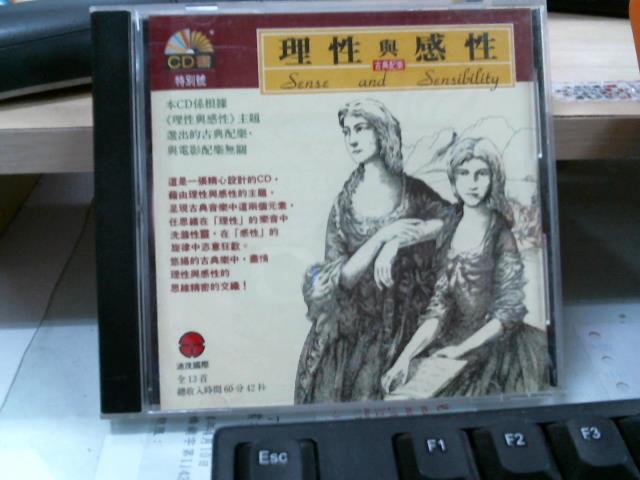 CD書
特別號
理性與感性
古典配樂
Sense and Sensibility
本CD係根據
《理性與感性》主題
選出的古典配樂,
與電影配樂無關
這是一張精心設計的CD,
藉由理性與感性的主題,
呈現古典音樂中這兩個元素,
任思緒在「理性」的樂音中
洗滌性靈,在「感性」的
旋律中恣意狂歡。
悠揚的古典樂中,盡情
理性與感性的
思維精密的交織!
全13首
總收入時間60分42秒
Esc
F1
F2
F3